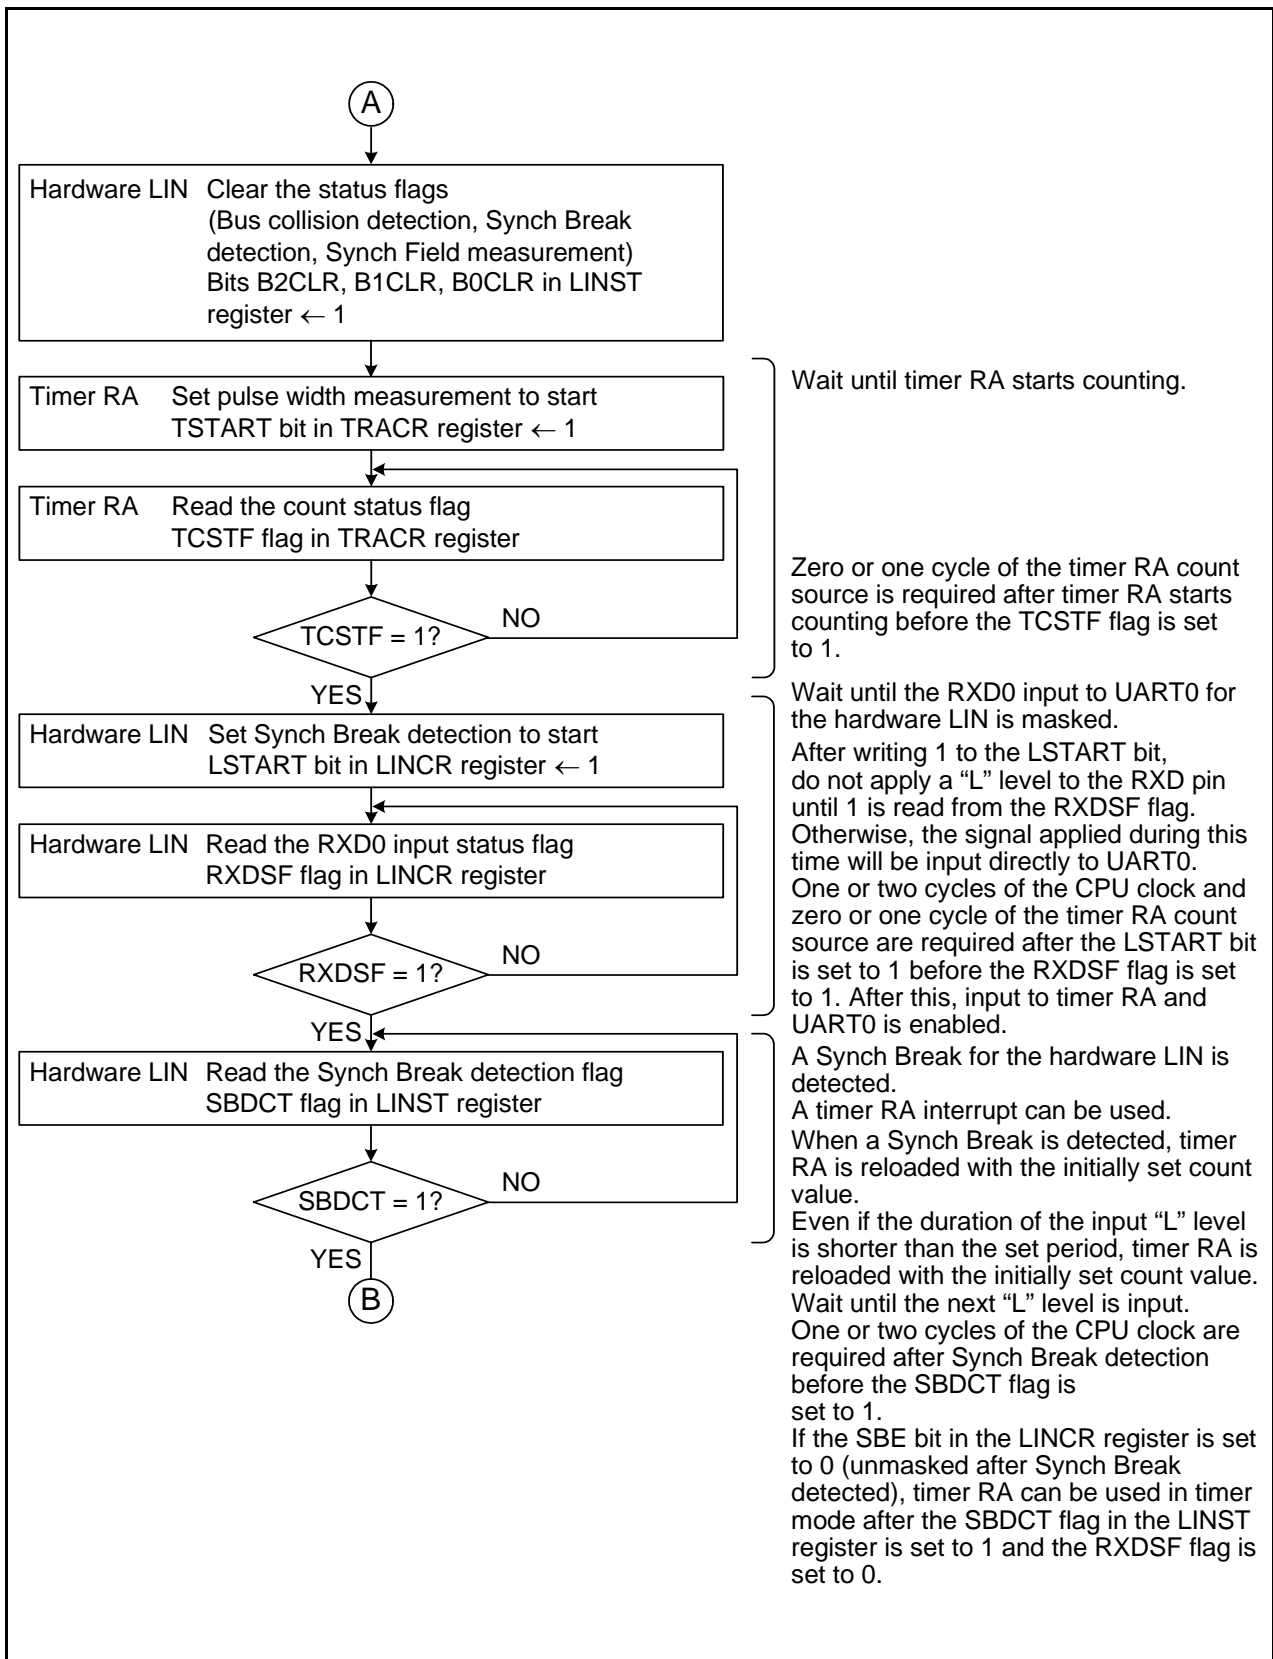 A
Hardware LIN Clear the status flags
(Bus collision detection, Synch Break
detection, Synch Field measurement)
Bits B2CLR, B1CLR, B0CLR in LINST
register ← 1
Timer RA Set pulse width measurement to start
TSTART bit in TRACR register ← 1
Wait until timer RA starts counting.
Timer RA Read the count status flag
TCSTF flag in TRACR register
TCSTF = 1?
NO
YES
Zero or one cycle of the timer RA count
source is required after timer RA starts
counting before the TCSTF flag is set
to 1.
Hardware LIN Set Synch Break detection to start
LSTART bit in LINCR register ← 1
Hardware LIN Read the RXD0 input status flag
RXDSF flag in LINCR register
RXDSF = 1?
NO
YES
Wait until the RXD0 input to UART0 for
the hardware LIN is masked.
After writing 1 to the LSTART bit,
do not apply a “L” level to the RXD pin
until 1 is read from the RXDSF flag.
Otherwise, the signal applied during this
time will be input directly to UART0.
One or two cycles of the CPU clock and
zero or one cycle of the timer RA count
source are required after the LSTART bit
is set to 1 before the RXDSF flag is set
to 1. After this, input to timer RA and
UART0 is enabled.
Hardware LIN Read the Synch Break detection flag
SBDCT flag in LINST register
SBDCT = 1?
NO
YES
B
A Synch Break for the hardware LIN is
detected.
A timer RA interrupt can be used.
When a Synch Break is detected, timer
RA is reloaded with the initially set count
value.
Even if the duration of the input “L” level
is shorter than the set period, timer RA is
reloaded with the initially set count value.
Wait until the next “L” level is input.
One or two cycles of the CPU clock are
required after Synch Break detection
before the SBDCT flag is
set to 1.
If the SBE bit in the LINCR register is set
to 0 (unmasked after Synch Break
detected), timer RA can be used in timer
mode after the SBDCT flag in the LINST
register is set to 1 and the RXDSF flag is
set to 0.